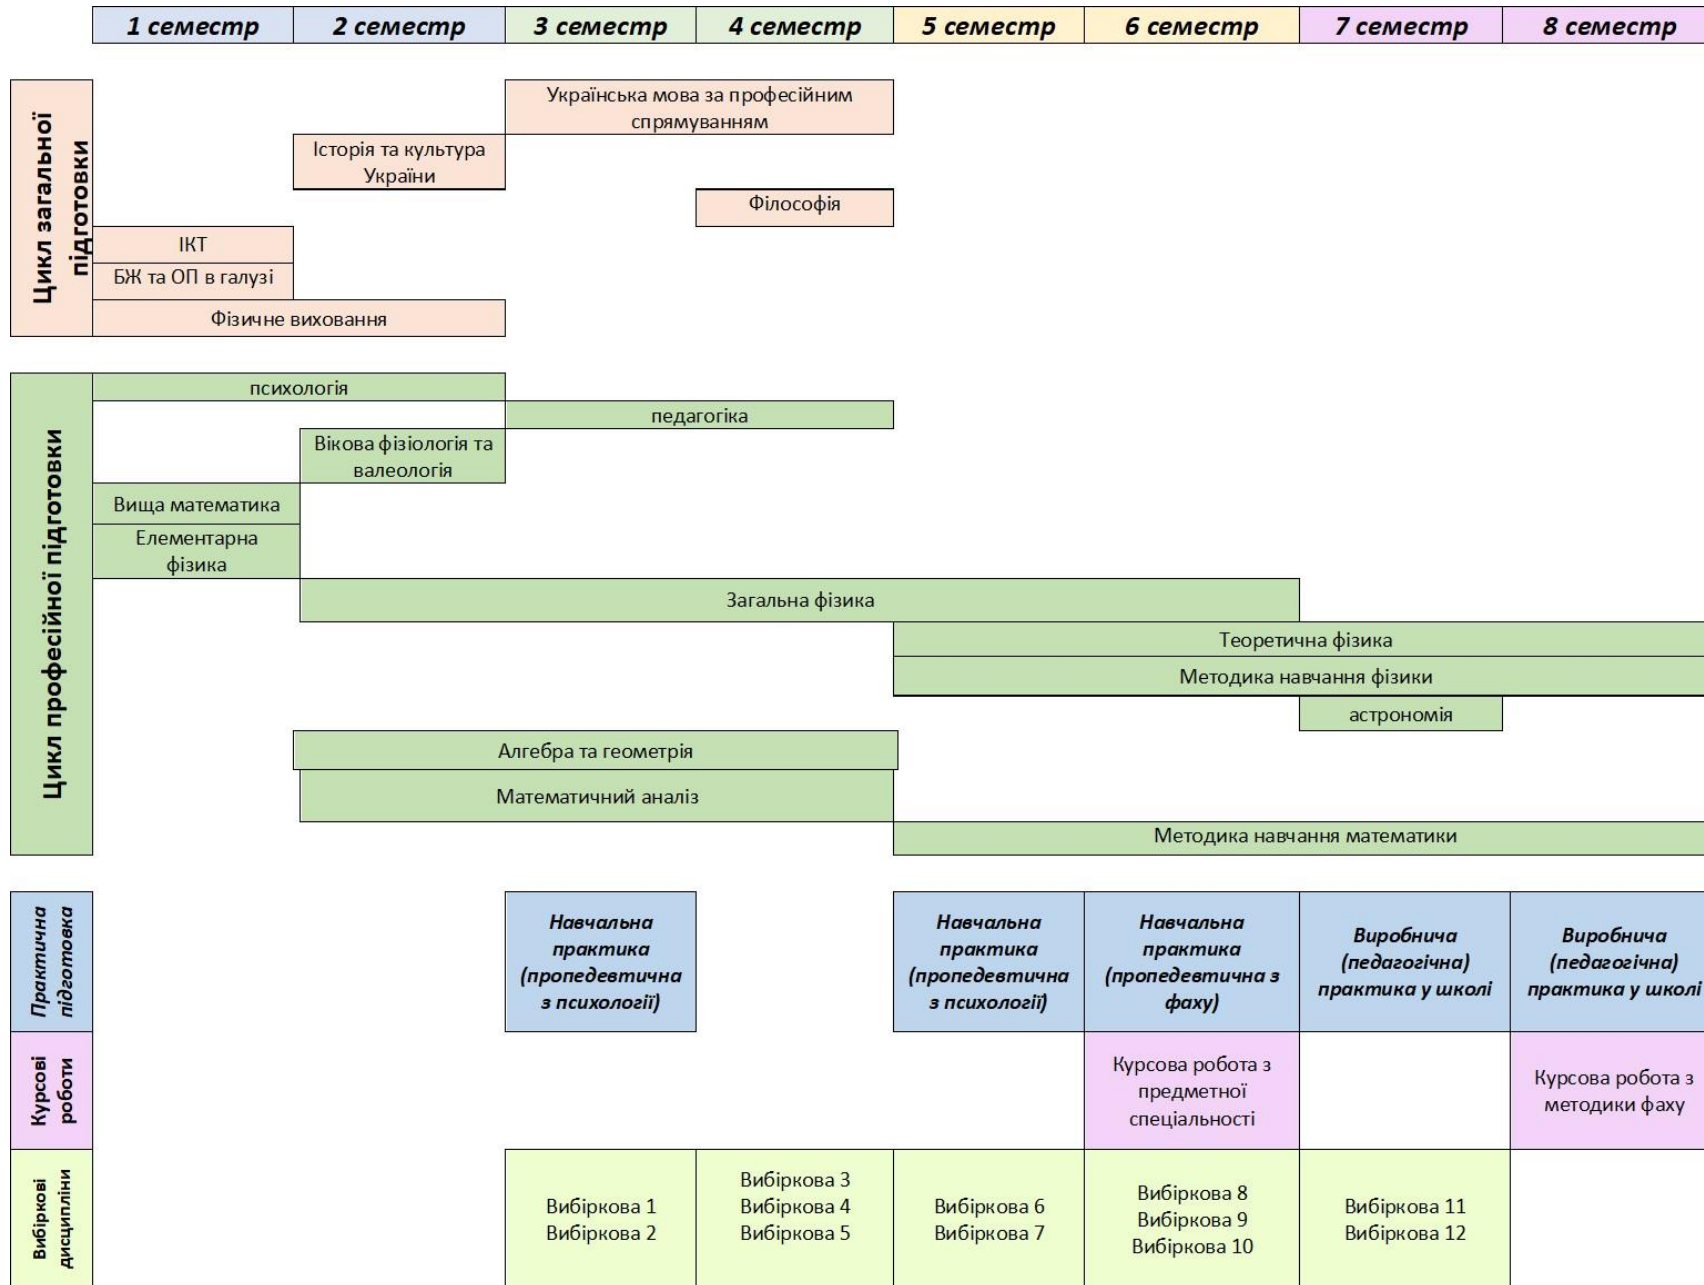 1 семестр 2 семестр 3 семестр 4 семестр 5 семестр 6 семестр 7 семестр 8 семестр
Цикл загальної
підготовки
Українська мова за професійним
спрямуванням
Історія та культура
України
Філософія
ІКТ
БЖ та ОП в галузі
Фізичне виховання
Цикл професійної підготовки
психологія
педагогіка
Вікова фізіологія та
валеологія
Вища математика
Елементарна
фізика
Загальна фізика
Теоретична фізика
Методика навчання фізики
астрономія
Алгебра та геометрія
Математичний аналіз
Методика навчання математики
Практична
підготовка
Навчальна
практика
(пропедевтична
з психології)
Навчальна
практика
(пропедевтична
з психології)
Навчальна
практика
(пропедевтична з
фаху)
Виробнича
(педагогічна)
практика у школі
Виробнича
(педагогічна)
практика у школі
Курсові
роботи
Курсова робота з
предметної
спеціальності
Курсова робота з
методики фаху
Вибіркові
дисципліни
Вибіркова 1
Вибіркова 2
Вибіркова 3
Вибіркова 4
Вибіркова 5
Вибіркова 6
Вибіркова 7
Вибіркова 8
Вибіркова 9
Вибіркова 10
Вибіркова 11
Вибіркова 12